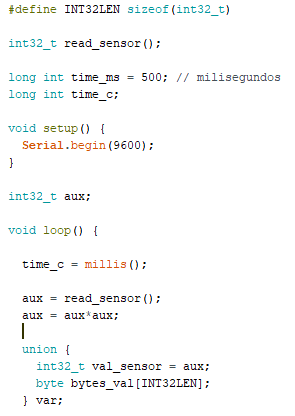 #define INT32LEN sizeof(int32_t)
int32_t read_sensor();
long int time_ms = 500; // milisegundos
long int time_c;
void setup() {
Serial.begin(9600);
}
int32_t aux;
void loop() {
time_c = millis();
aux = read_sensor();
aux = aux*aux;
union {
int32_t val_sensor = aux;
byte bytes_val[INT32LEN];
} var;